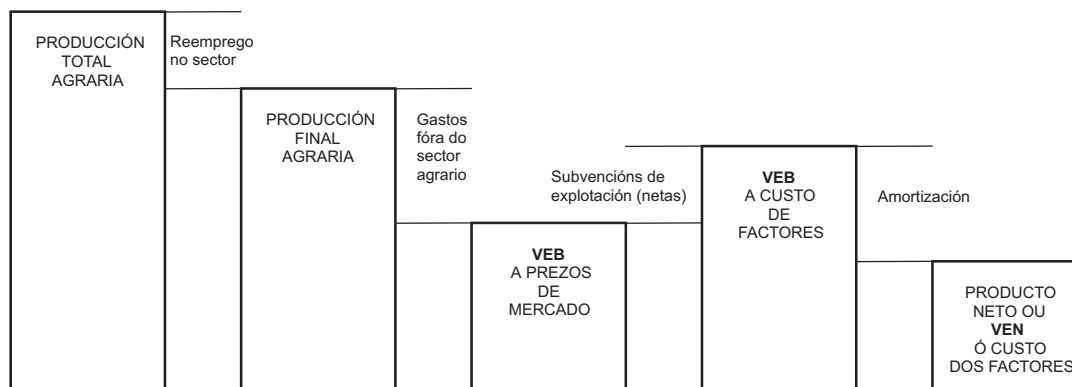 PRODUCCIÓN
TOTAL
AGRARIA
Reemprego
no sector
PRODUCCIÓN
FINAL
AGRARIA
Gastos
fóra do
sector
agrario
VEB
A PREZOS
DE
MERCADO
Subvencións de
explotación (netas)
VEB
A CUSTO
DE
FACTORES
Amortización
PRODUCTO
NETO OU
VEN
Ó CUSTO
DOS FACTORES